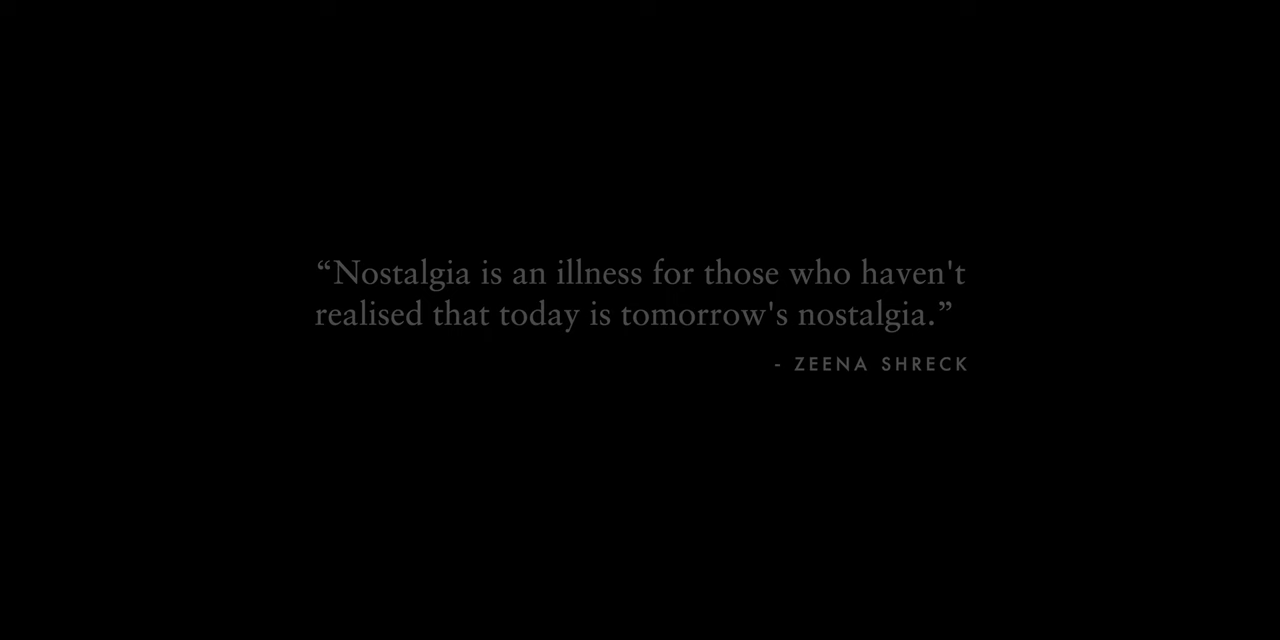 “Nostalgia is an illness for those who haven't
realised that today is tomorrow's nostalgia.”
- ZEENA SHRECK